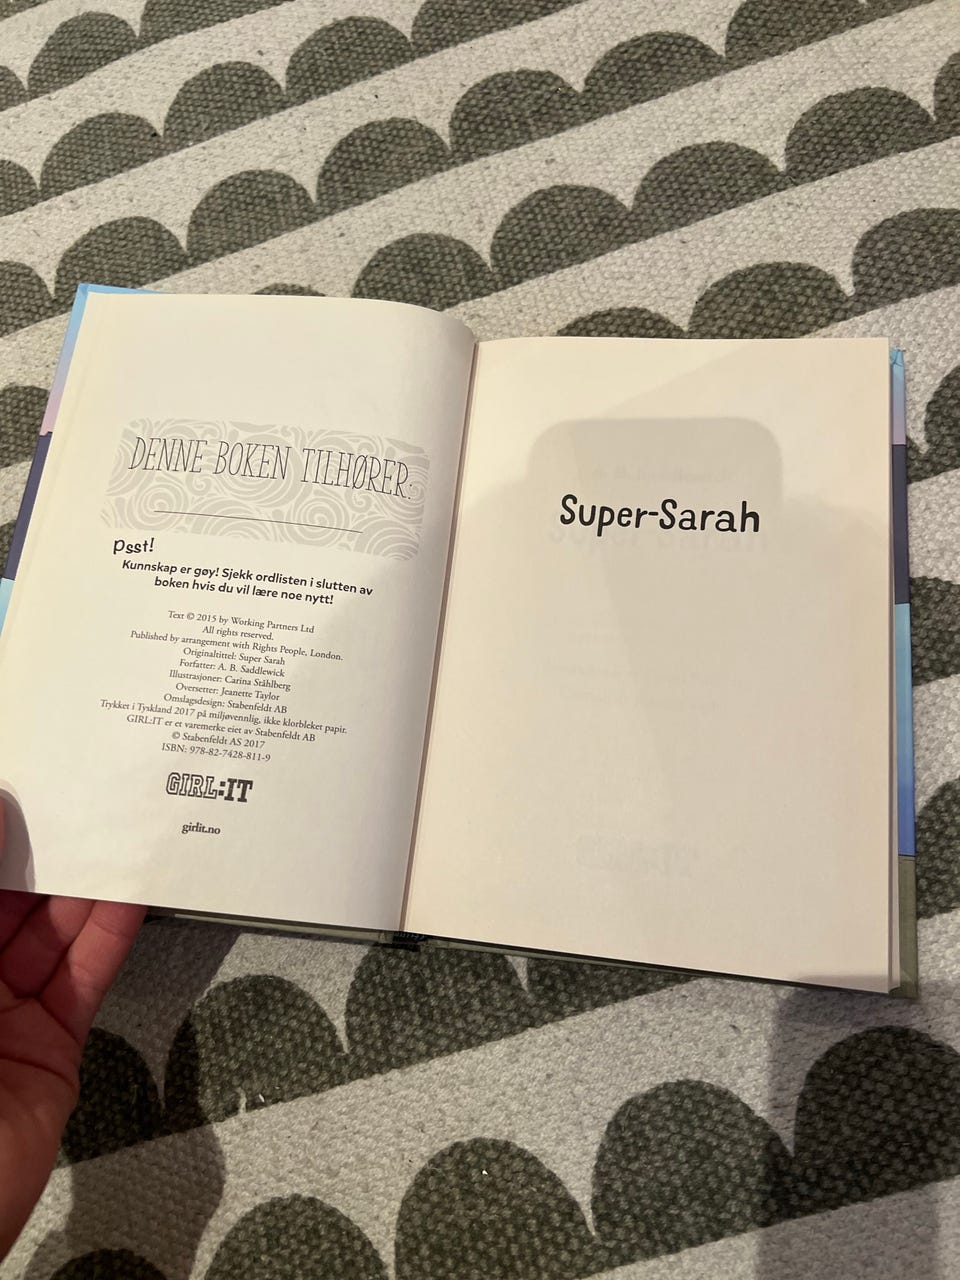 DENNE BOKEN TILHØRER:
Psst!
Kunnskap er gøy! Sjekk ordlisten i slutten av
boken hvis du vil lære noe nytt!
Text © 2015 by Working Partners Ltd
All rights reserved.
Published by arrangement with Rights People, London.
Originaltittel: Super Sarah
Forfatter: A. B. Saddlewick
Illustrasjoner: Carina Ståhlberg
Oversetter: Jeanette Taylor
Omslagsdesign: Stabenfeldt AB
Trykket i Tyskland 2017 på miljøvennlig, ikke klorbleket papir.
GIRL:IT er et varemerke eiet av Stabenfeldt AB
© Stabenfeldt AS 2017
ISBN: 978-82-7428-811-9
GIRL:IT
girlit.no
Super-Sarah